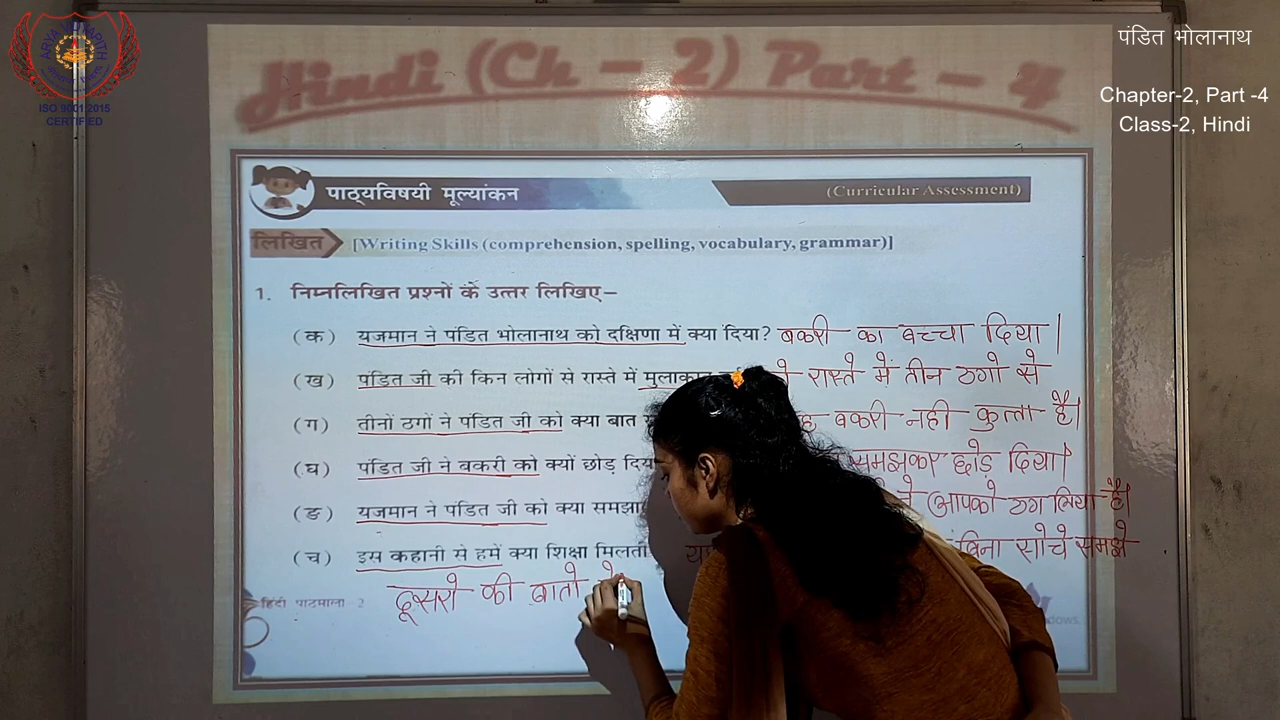 ARYA VIDYAPITH
ISO 9001:2015
CERTIFIED
पंडित भोलानाथ
Chapter-2, Part -4
Class-2, Hindi
Hindi (Ch - 2) Part - 4
पाठ्यविषयी मूल्यांकन
(Curricular Assessment)
लिखित [Writing Skills (comprehension, spelling, vocabulary, grammar)]
1. निम्नलिखित प्रश्नों के उत्तर लिखिए–
(क) यजमान ने पंडित भोलानाथ को दक्षिणा में क्या दिया? बकरी का बच्चा दिया।
(ख) पंडित जी की किन लोगों से रास्ते में रास्ते में तीन ठगो से
(ग) तीनों ठगों ने पंडित जी को क्या बात बकरी नही कुत्ता है।
(घ) पंडित जी ने बकरी को क्यों छोड़ समझकर छोड़ दिया।
(ङ) यजमान ने पंडित जी को क्या ने आपको ठग लिया है।
(च) इस कहानी से हमें क्या शिक्षा बिना सोचे समझे
दूसरो की बातो
हिंदी पाठमाला-2